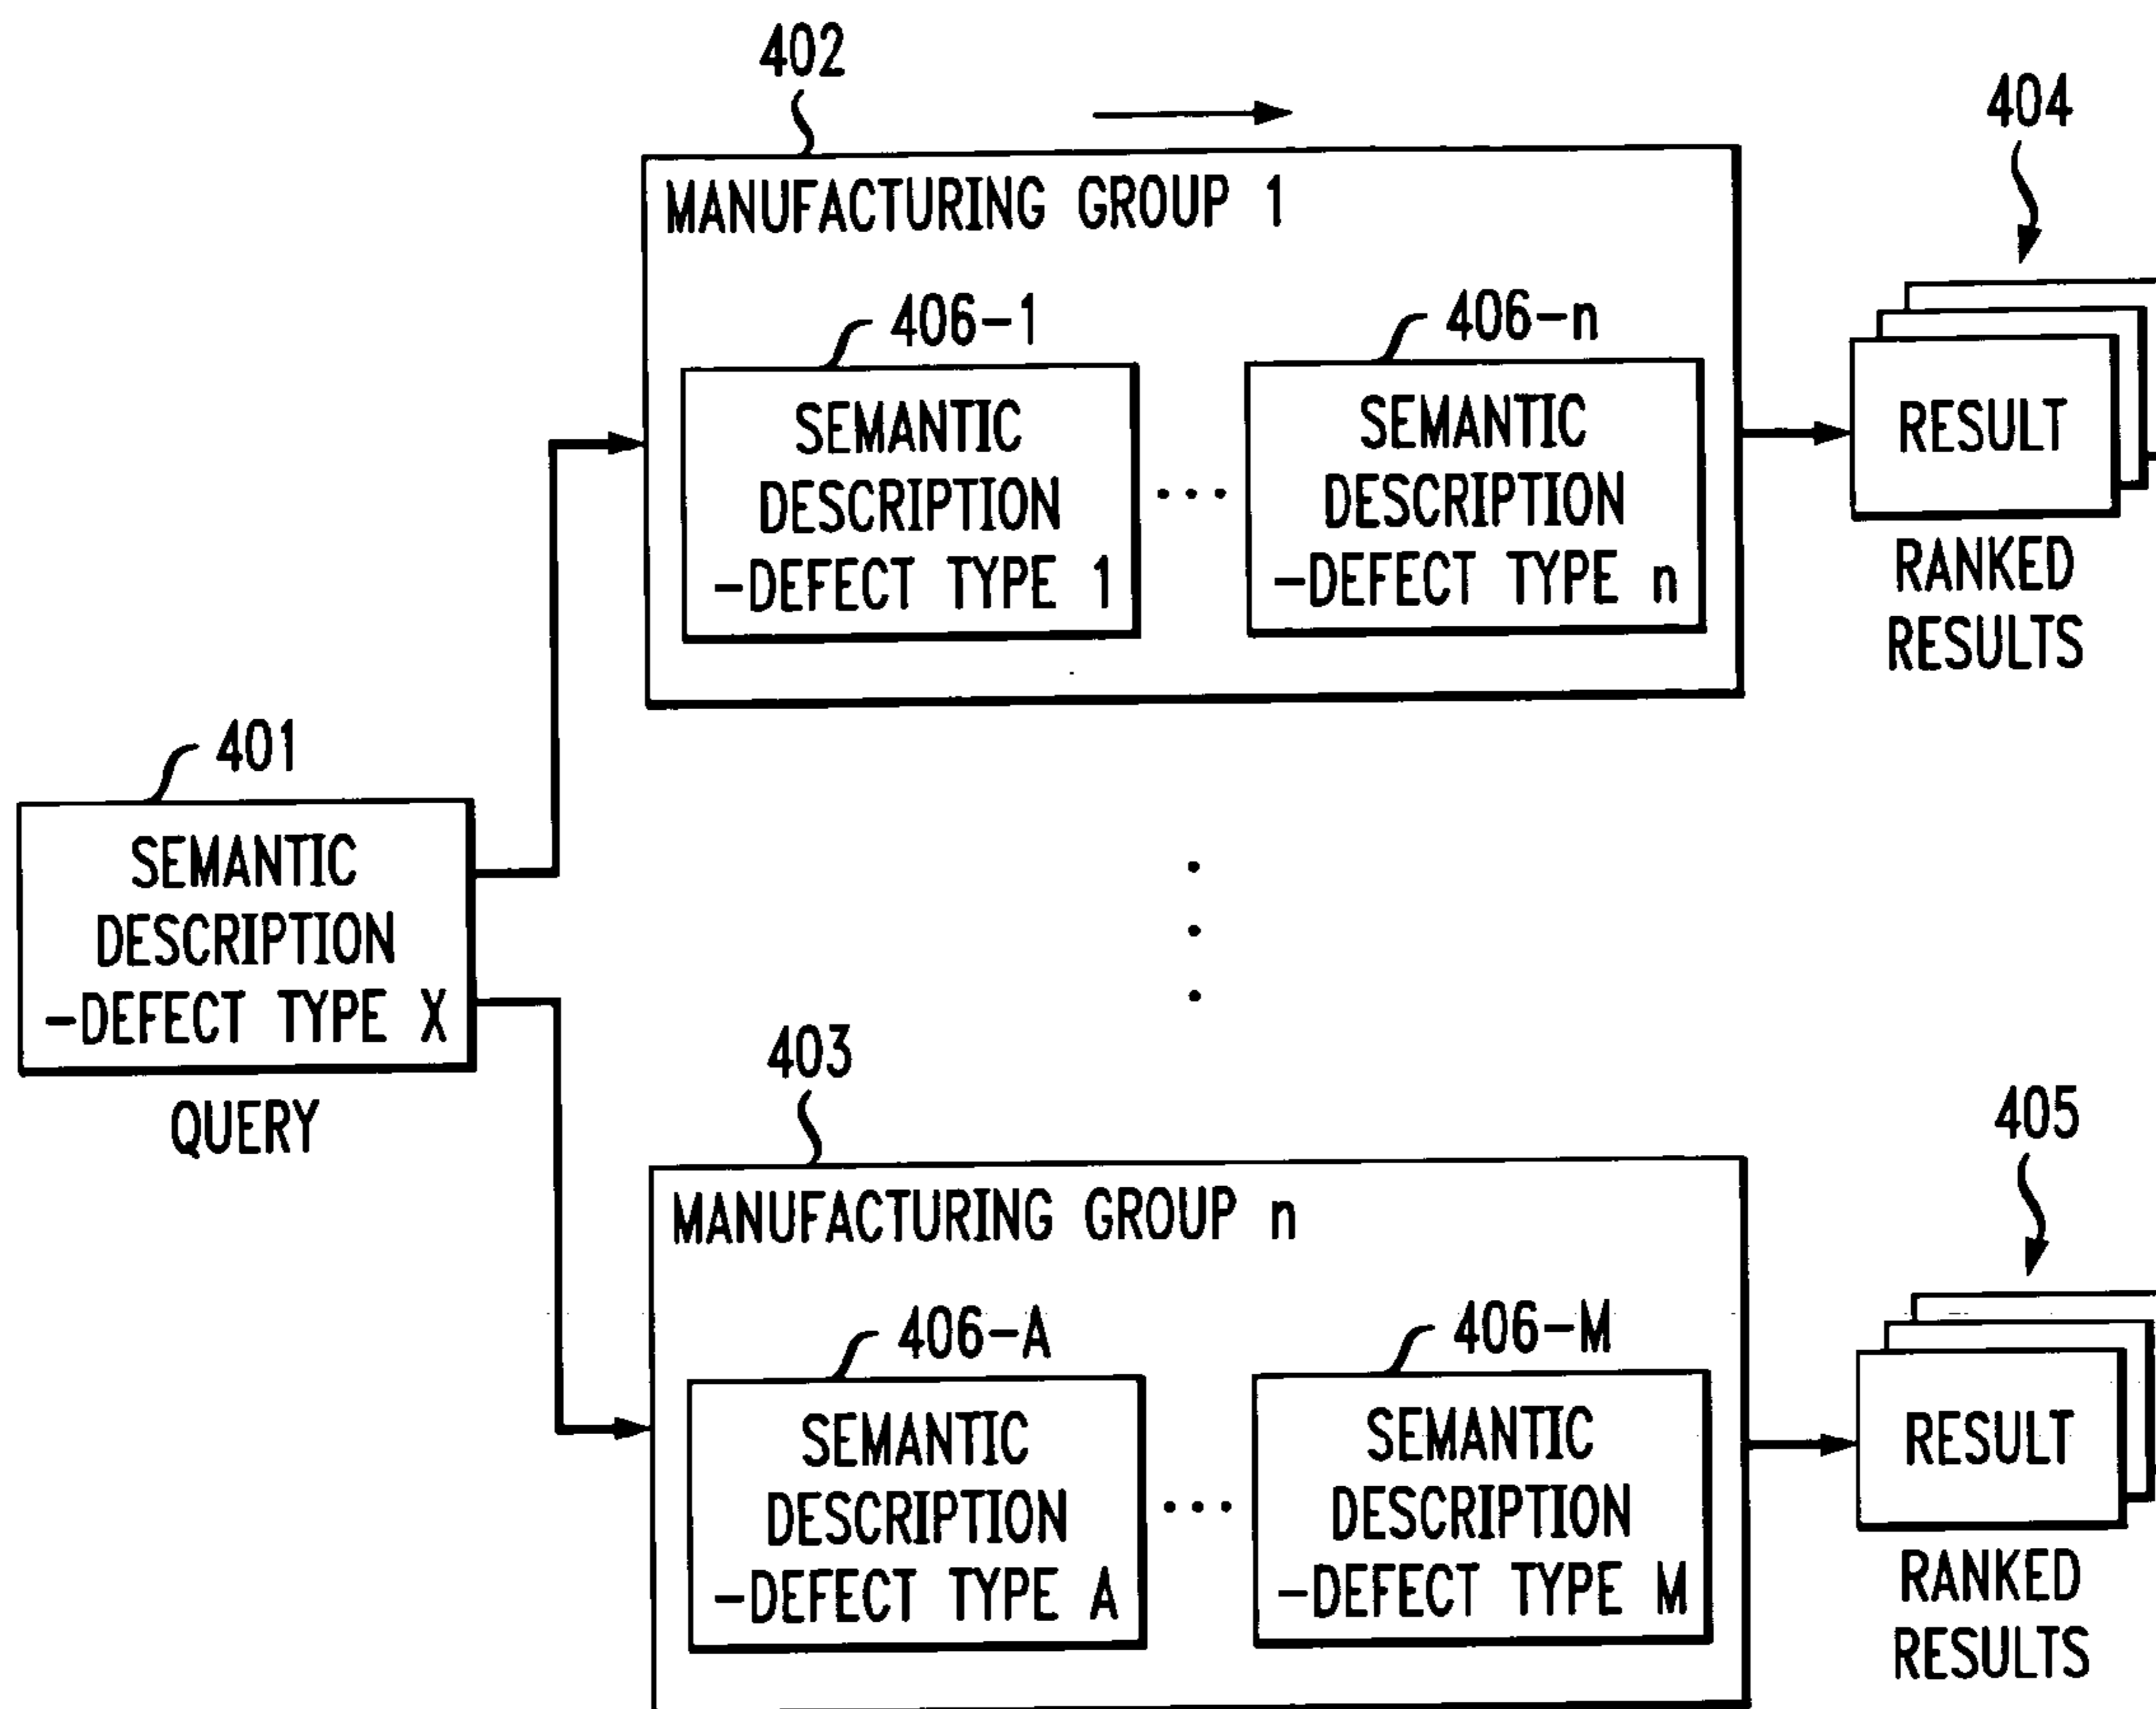 402
404
MANUFACTURING GROUP 1
406-1
406-n
SEMANTIC
DESCRIPTION
-DEFECT TYPE 1
...
SEMANTIC
DESCRIPTION
-DEFECT TYPE n
RESULT
RANKED
RESULTS
401
SEMANTIC
DESCRIPTION
-DEFECT TYPE X
QUERY
403
405
MANUFACTURING GROUP n
406-A
406-M
SEMANTIC
DESCRIPTION
-DEFECT TYPE A
...
SEMANTIC
DESCRIPTION
-DEFECT TYPE M
RESULT
RANKED
RESULTS